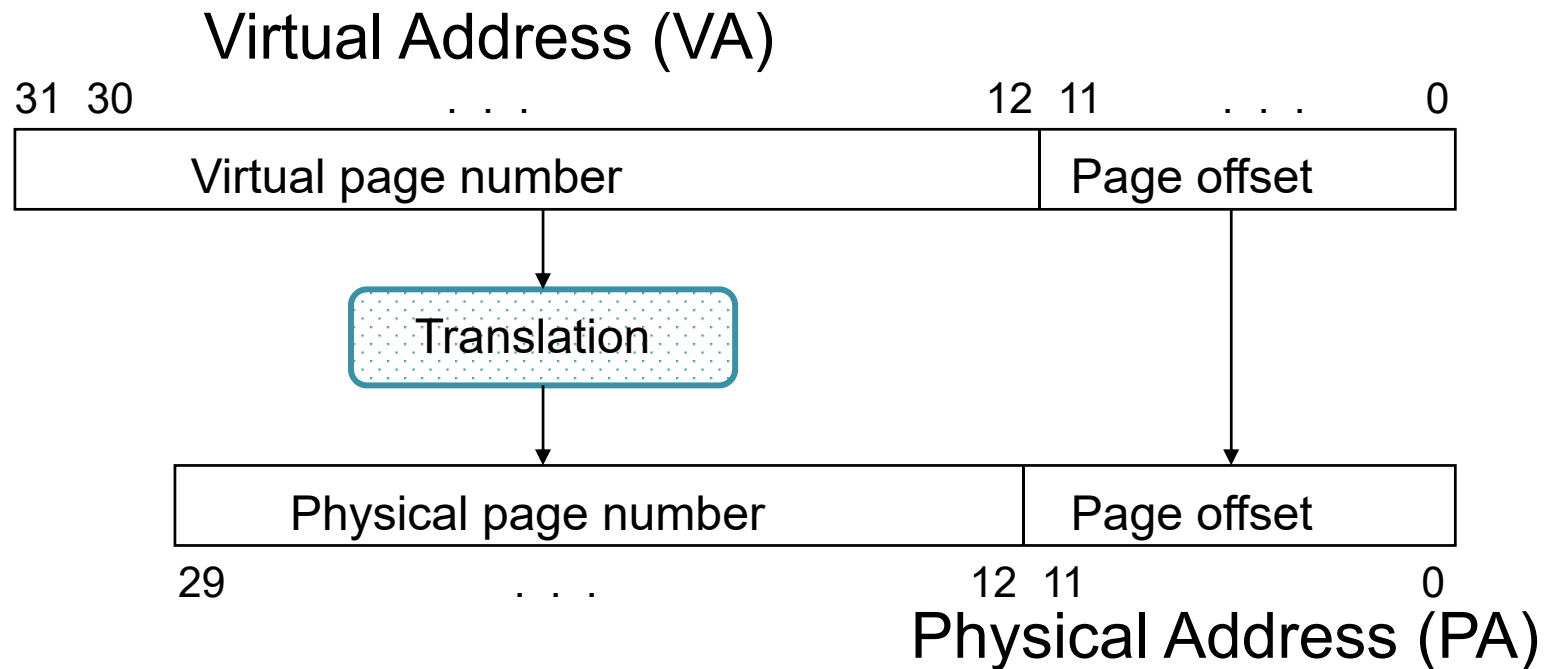 Virtual Address (VA)
31 30 . . . 12 11 . . . 0
Virtual page number Page offset
Translation
Physical page number Page offset
29 . . . 12 11 0
Physical Address (PA)